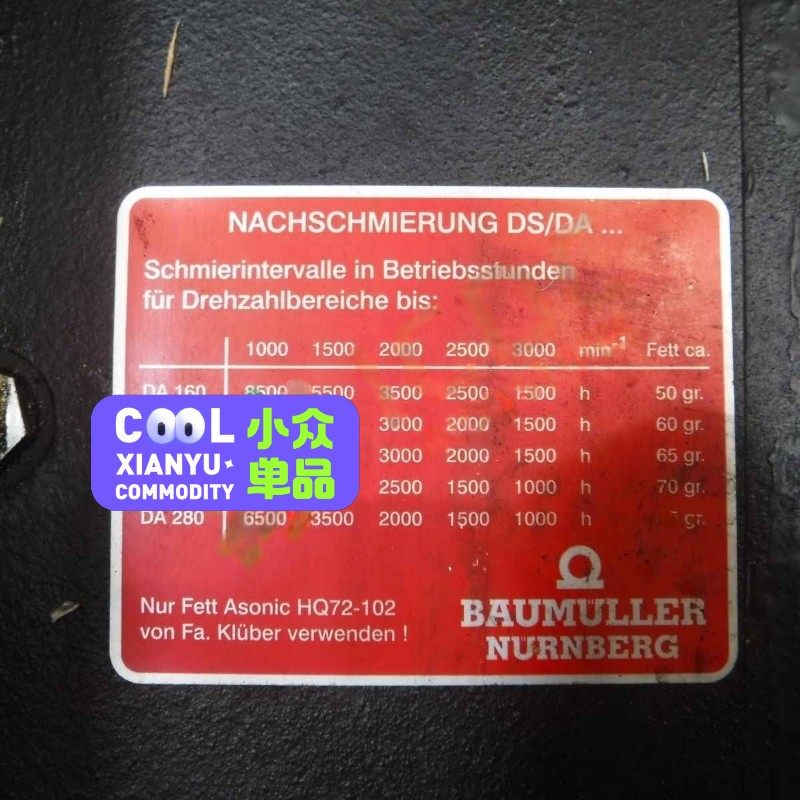 NACHSCHMIERUNG DS/DA ...
Schmierintervalle in Betriebsstunden
für Drehzahlbereiche bis:
1000 1500 2000 2500 3000 min⁻¹ Fett ca.
DA 160 8500 5500 3500 2500 1500 h 50 gr.
3000 2000 1500 h 60 gr.
3000 2000 1500 h 65 gr.
2500 1500 1000 h 70 gr.
DA 280 6500 3500 2000 1500 1000 h gr.
COOL 小众
XIANYU 单品
COMMODITY
Nur Fett Asonic HQ72-102
von Fa. Klüber verwenden !
BAUMÜLLER
NÜRNBERG